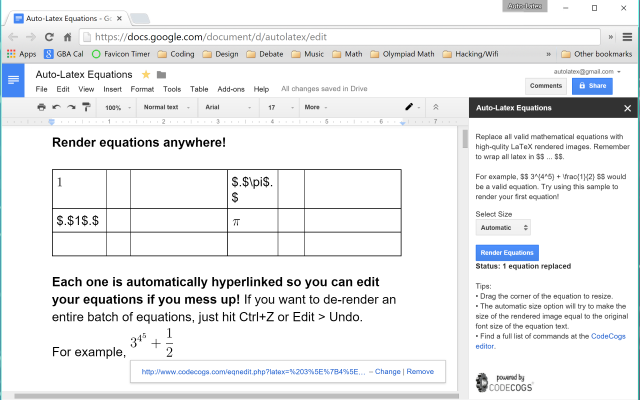 Auto-Latex
Auto-Latex Equations - Go
https://docs.google.com/document/d/autolatex/edit
Apps GBA Cal Favicon Timer Coding Design Debate Music Math Olympiad Math Hacking/Wifi » Other bookmarks
Auto-Latex Equations
autolatex@gmail.com
File Edit View Insert Format Tools Table Add-ons Help All changes saved in Drive
Comments Share
100% Normal text Arial 17 More
Auto-Latex Equations
Render equations anywhere!
1 $.$\pi$.
$
$.$1$.$ π
Each one is automatically hyperlinked so you can edit
your equations if you mess up! If you want to de-render an
entire batch of equations, just hit Ctrl+Z or Edit > Undo.
For example, 3^{4^5} + \frac{1}{2}
http://www.codecogs.com/eqnedit.php?latex=%203%5E%7B4%5E... – Change | Remove
Replace all valid mathematical equations with
high-qulity LaTeX rendered images. Remember
to wrap all latex in $$ ... $$.
For example, $$ 3^{4^5} + \frac{1}{2} $$ would
be a valid equation. Try using this sample to
render your first equation!
Select Size
Automatic
Render Equations
Status: 1 equation replaced
Tips:
• Drag the corner of the equation to resize.
• The automatic size option will try to make the
size of the rendered image equal to the original
font size of the equation text.
• Find a full list of commands at the CodeCogs
editor.
powered by
CODECOGS